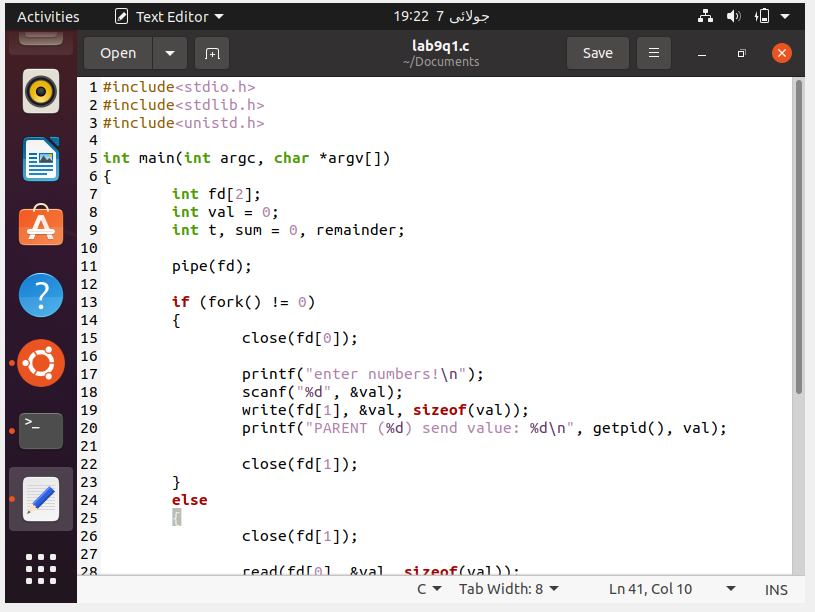 Activities Text Editor 19:22 7 جولائی
Open lab9q1.c Save
~/Documents
1 #include<stdio.h>
2 #include<stdlib.h>
3 #include<unistd.h>
4
5 int main(int argc, char *argv[])
6 {
7 int fd[2];
8 int val = 0;
9 int t, sum = 0, remainder;
10
11 pipe(fd);
12
13 if (fork() != 0)
14 {
15 close(fd[0]);
16
17 printf("enter numbers!\n");
18 scanf("%d", &val);
19 write(fd[1], &val, sizeof(val));
20 printf("PARENT (%d) send value: %d\n", getpid(), val);
21
22 close(fd[1]);
23 }
24 else
25 {
26 close(fd[1]);
27
28 read(fd[0], &val, sizeof(val));
C Tab Width: 8 Ln 41, Col 10 INS